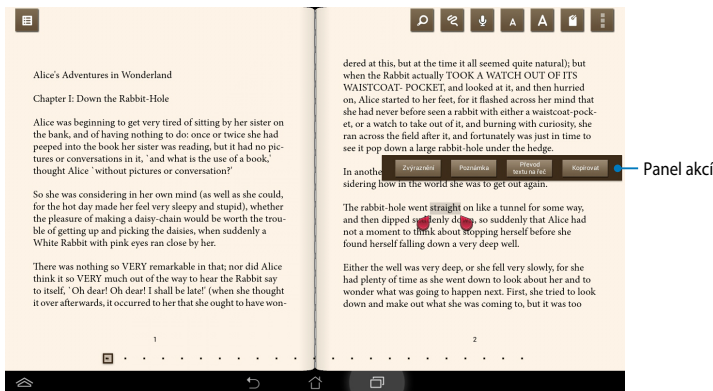 Alice's Adventures in Wonderland
Chapter I: Down the Rabbit-Hole
Alice was beginning to get very tired of sitting by her sister on
the bank, and of having nothing to do: once or twice she had
peeped into the book her sister was reading, but it had no pic-
tures or conversations in it, `and what is the use of a book,'
thought Alice `without pictures or conversation?'
So she was considering in her own mind (as well as she could,
for the hot day made her feel very sleepy and stupid), whether
the pleasure of making a daisy-chain would be worth the trou-
ble of getting up and picking the daisies, when suddenly a
White Rabbit with pink eyes ran close by her.
There was nothing so VERY remarkable in that; nor did Alice
think it so VERY much out of the way to hear the Rabbit say
to itself, `Oh dear! Oh dear! I shall be late!' (when she thought
it over afterwards, it occurred to her that she ought to have won-
1
A A
dered at this, but at the time it all seemed quite natural); but
when the Rabbit actually TOOK A WATCH OUT OF ITS
WAISTCOAT- POCKET, and looked at it, and then hurried
on, Alice started to her feet, for it flashed across her mind that
she had never before seen a rabbit with either a waistcoat-pock-
et, or a watch to take out of it, and burning with curiosity, she
ran across the field after it, and fortunately was just in time to
see it pop down a large rabbit-hole under the hedge.
Zvýraznění Poznámka Převod textu na řeč Kopírovat
Panel akcí
In anothe
sidering how in the world she was to get out again.
The rabbit-hole went straight on like a tunnel for some way,
and then dipped suddenly down, so suddenly that Alice had
not a moment to think about stopping herself before she
found herself falling down a very deep well.
Either the well was very deep, or she fell very slowly, for she
had plenty of time as she went down to look about her and to
wonder what was going to happen next. First, she tried to look
down and make out what she was coming to, but it was too
2